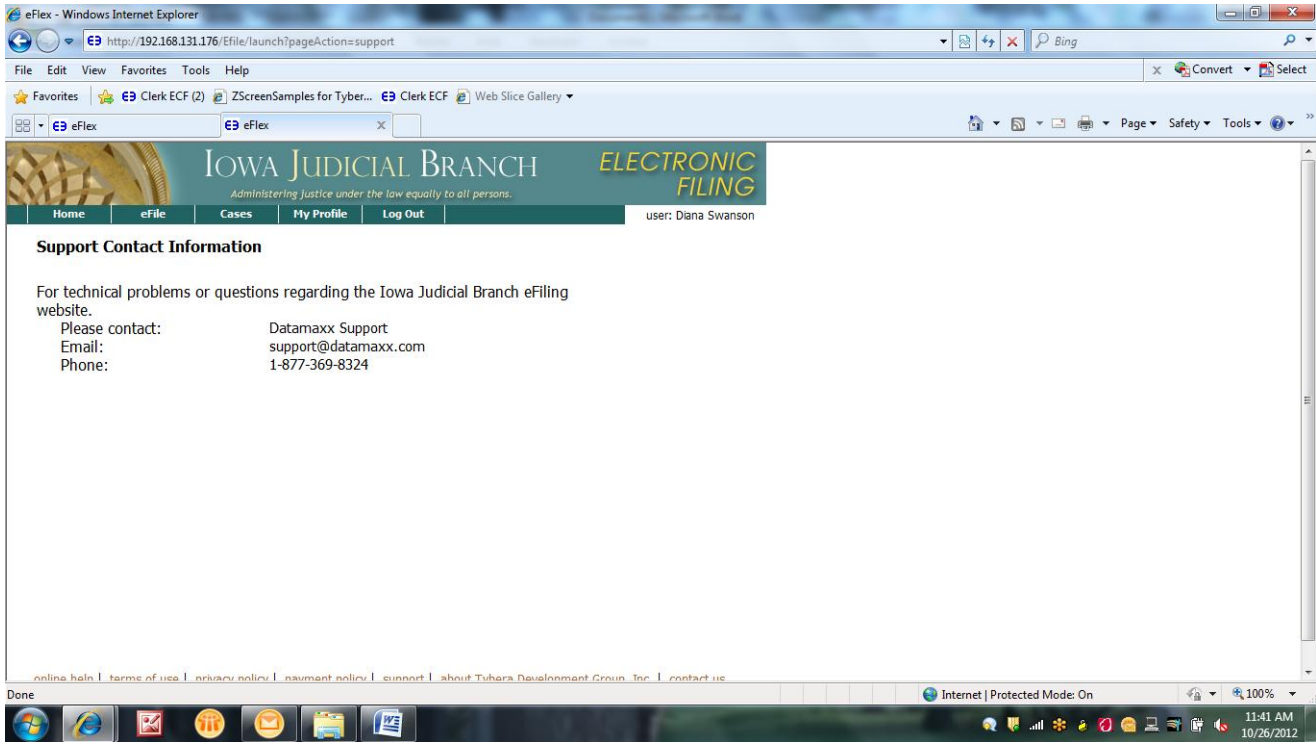 eFlex - Windows Internet Explorer
http://192.168.131.176/Efile/launch?pageAction=support
Bing
File Edit View Favorites Tools Help
Convert Select
Favorites Clerk ECF (2) ZScreenSamples for Tyber... Clerk ECF Web Slice Gallery
eFlex eFlex Page Safety Tools
IOWA JUDICIAL BRANCH
Administering justice under the law equally to all persons.
ELECTRONIC
FILING
Home eFile Cases My Profile Log Out
user: Diana Swanson
Support Contact Information
For technical problems or questions regarding the Iowa Judicial Branch eFiling
website.
Please contact: Datamaxx Support
Email: support@datamaxx.com
Phone: 1-877-369-8324
online help | terms of use | privacy policy | payment policy | support | about Tybera Development Group, Inc. | contact us
Done Internet | Protected Mode: On 100%
11:41 AM
10/26/2012